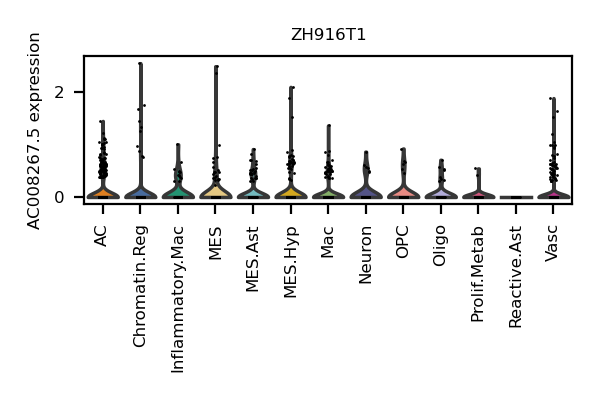 ZH916T1
AC008267.5 expression
2
0
AC
Chromatin.Reg
Inflammatory.Mac
MES
MES.Ast
MES.Hyp
Mac
Neuron
OPC
Oligo
Prolif.Metab
Reactive.Ast
Vasc